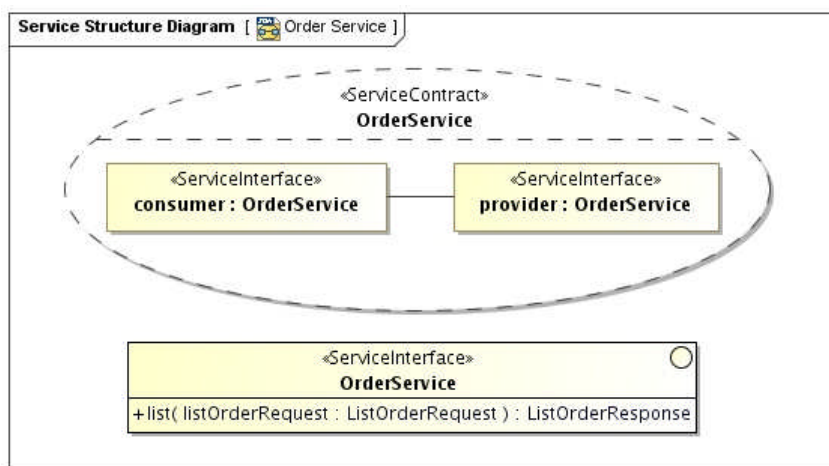 Service Structure Diagram [ Order Service ]
«ServiceContract»
OrderService
«ServiceInterface»
consumer : OrderService
«ServiceInterface»
provider : OrderService
«ServiceInterface»
OrderService
+list( listOrderRequest : ListOrderRequest ) : ListOrderResponse